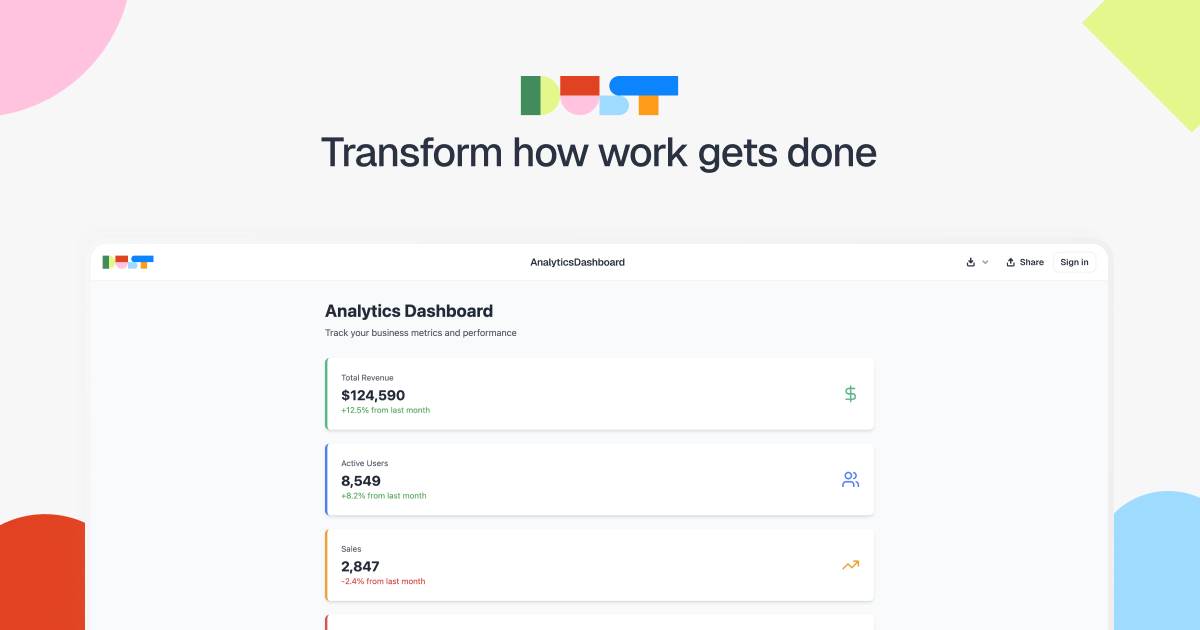 DUST
Transform how work gets done
DUST
AnalyticsDashboard
Share
Sign in
Analytics Dashboard
Track your business metrics and performance
Total Revenue
$124,590
+12.5% from last month
$
Active Users
8,549
+8.2% from last month
Sales
2,847
-2.4% from last month